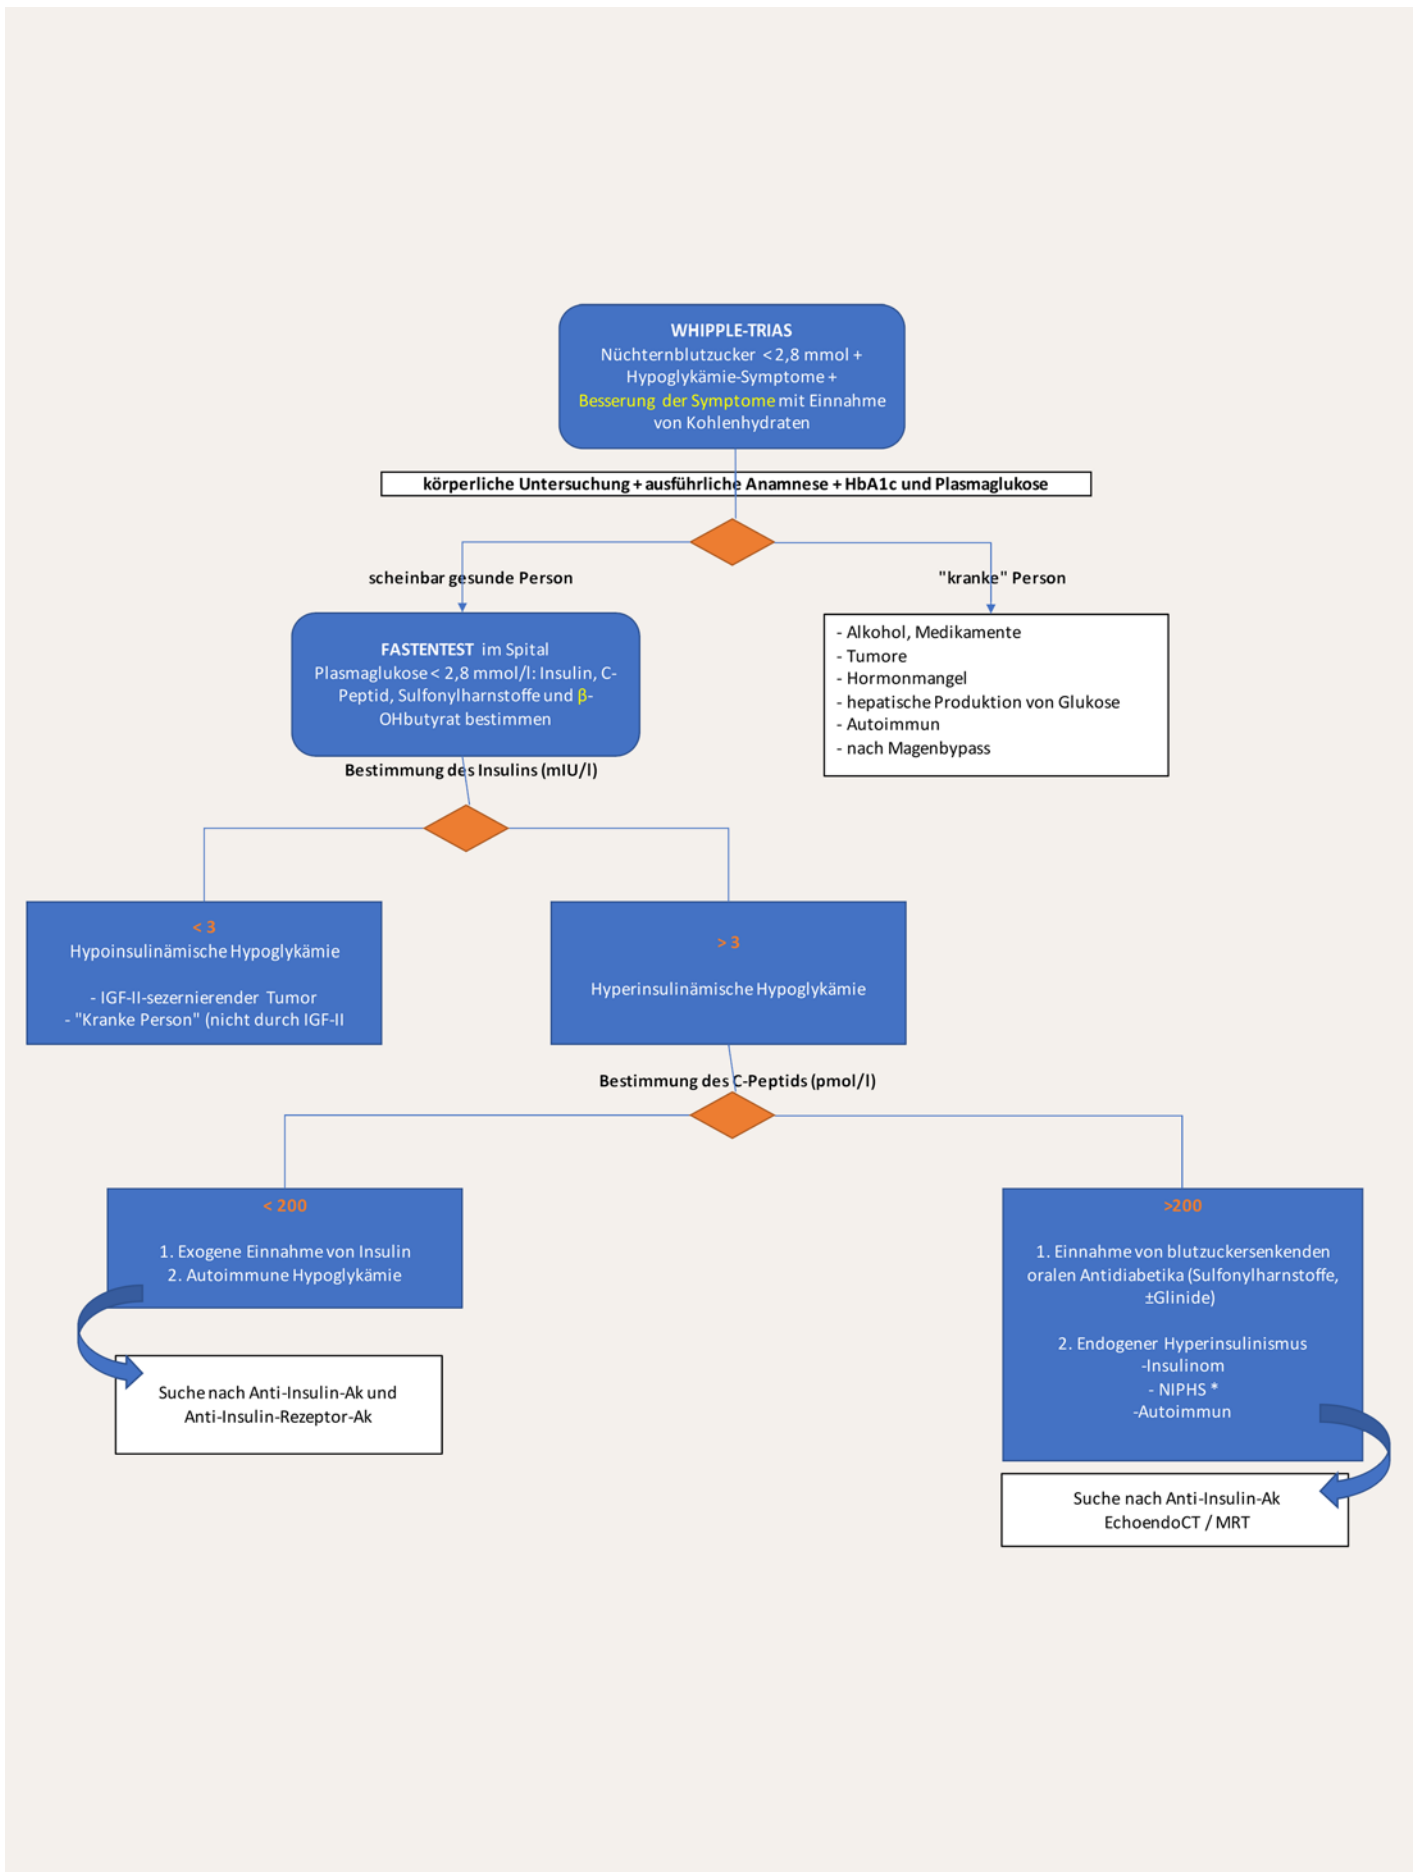 WHIPPLE-TRIAS
Nüchternblutzucker < 2,8 mmol +
Hypoglykämie-Symptome +
Besserung der Symptome mit Einnahme
von Kohlenhydraten
körperliche Untersuchung + ausführliche Anamnese + HbA1c und Plasmaglukose
scheinbar gesunde Person
"kranke" Person
FASTENTEST im Spital
Plasmaglukose < 2,8 mmol/l: Insulin, C-
Peptid, Sulfonylharnstoffe und β-
OHbutyrat bestimmen
- Alkohol, Medikamente
- Tumore
- Hormonmangel
- hepatische Produktion von Glukose
- Autoimmun
- nach Magenbypass
Bestimmung des Insulins (mIU/l)
< 3
Hypoinsulinämische Hypoglykämie
- IGF-II-sezernierender Tumor
- "Kranke Person" (nicht durch IGF-II
> 3
Hyperinsulinämische Hypoglykämie
Bestimmung des C-Peptids (pmol/l)
< 200
1. Exogene Einnahme von Insulin
2. Autoimmune Hypoglykämie
Suche nach Anti-Insulin-Ak und
Anti-Insulin-Rezeptor-Ak
>200
1. Einnahme von blutzuckersenkenden
oralen Antidiabetika (Sulfonylharnstoffe,
±Glinide)
2. Endogener Hyperinsulinismus
-Insulinom
- NIPHS *
-Autoimmun
Suche nach Anti-Insulin-Ak
EchoendoCT / MRT